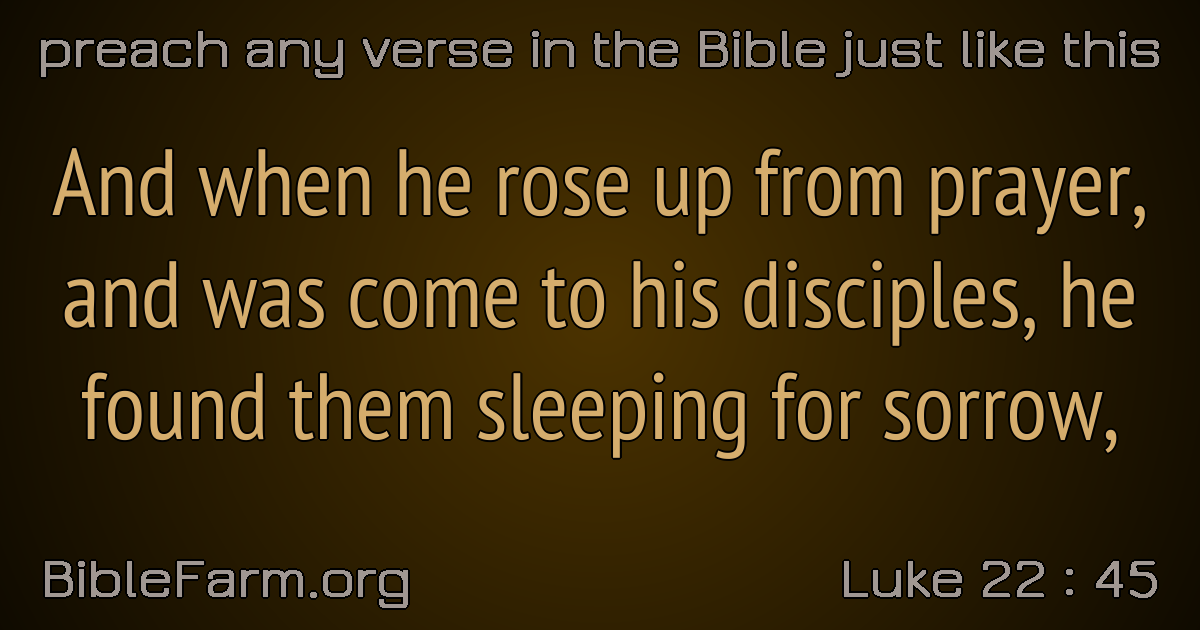 preach any verse in the Bible just like this
And when he rose up from prayer,
and was come to his disciples, he
found them sleeping for sorrow,
BibleFarm.org
Luke 22 : 45